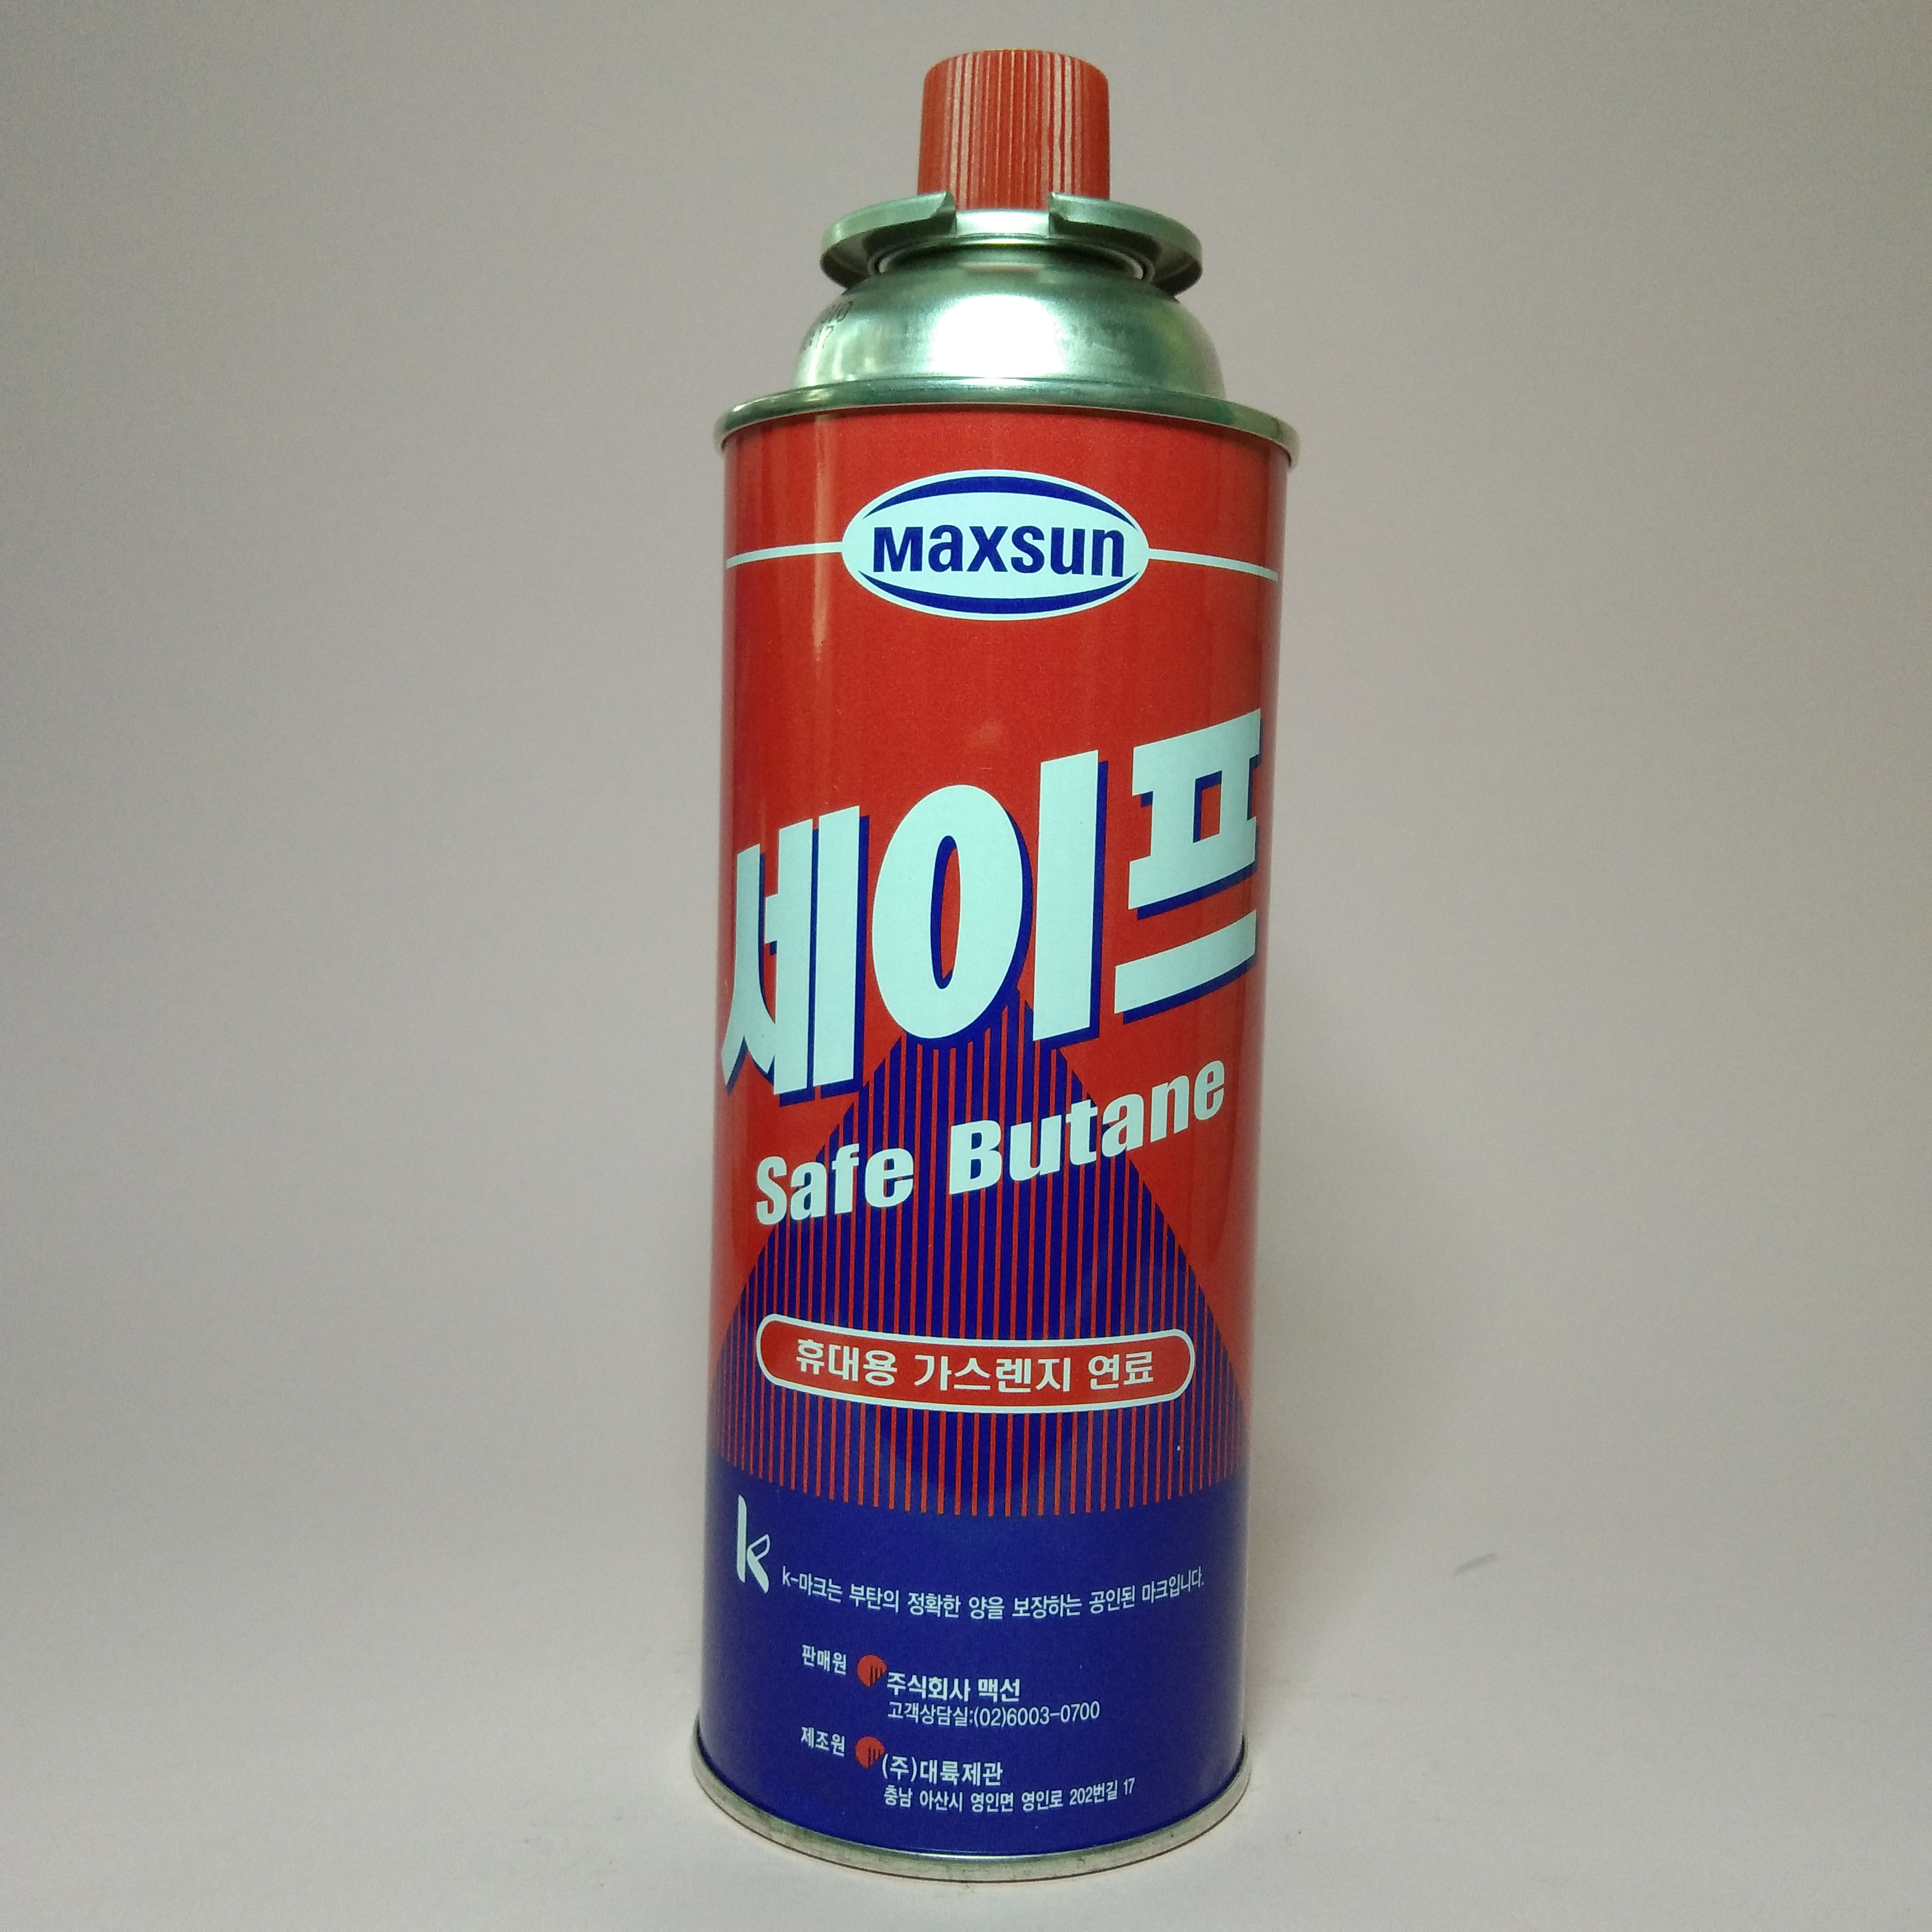 Maxsun
세이프
Safe Butane
휴대용 가스렌지 연료
k
k-마크는 부탄의 정확한 양을 보장하는 공인된 마크입니다.
판매원 주식회사 맥선
고객상담실:(02)6003-0700
제조원 (주)대륙제관
충남 아산시 영인면 영인로 202번길 17